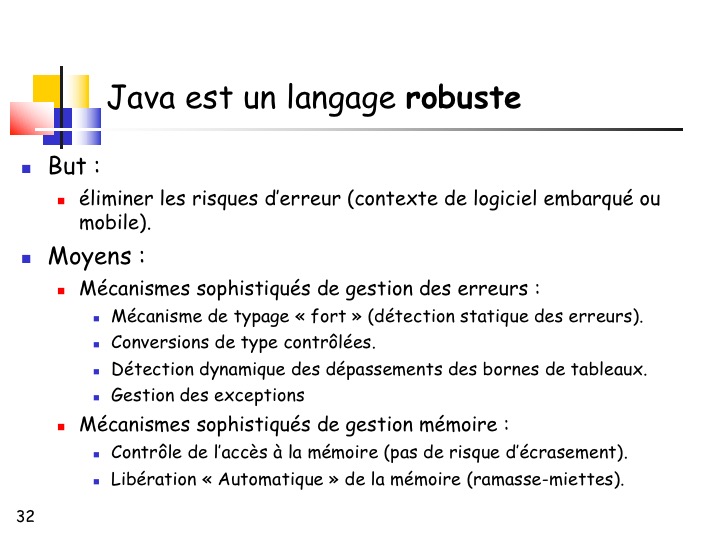 Java est un langage robuste
But :
éliminer les risques d’erreur (contexte de logiciel embarqué ou
mobile).
Moyens :
Mécanismes sophistiqués de gestion des erreurs :
Mécanisme de typage « fort » (détection statique des erreurs).
Conversions de type contrôlées.
Détection dynamique des dépassements des bornes de tableaux.
Gestion des exceptions
Mécanismes sophistiqués de gestion mémoire :
Contrôle de l’accès à la mémoire (pas de risque d’écrasement).
Libération « Automatique » de la mémoire (ramasse-miettes).
32